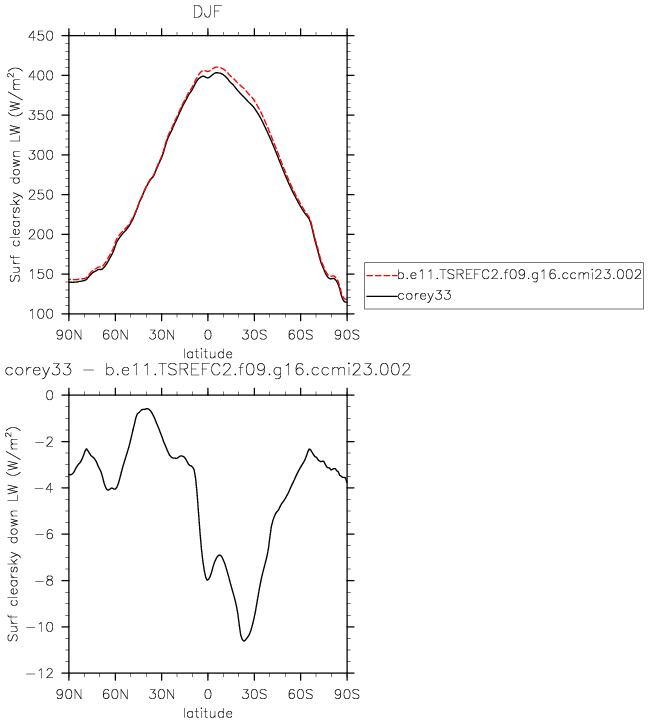 DJF
Surf clearsky down LW (W/m²)
450
400
350
300
250
200
150
100
90N 60N 30N 0 30S 60S 90S
latitude
b.e11.TSREFC2.f09.g16.ccmi23.002
corey33
corey33 − b.e11.TSREFC2.f09.g16.ccmi23.002
Surf clearsky down LW (W/m²)
0
−2
−4
−6
−8
−10
−12
90N 60N 30N 0 30S 60S 90S
latitude